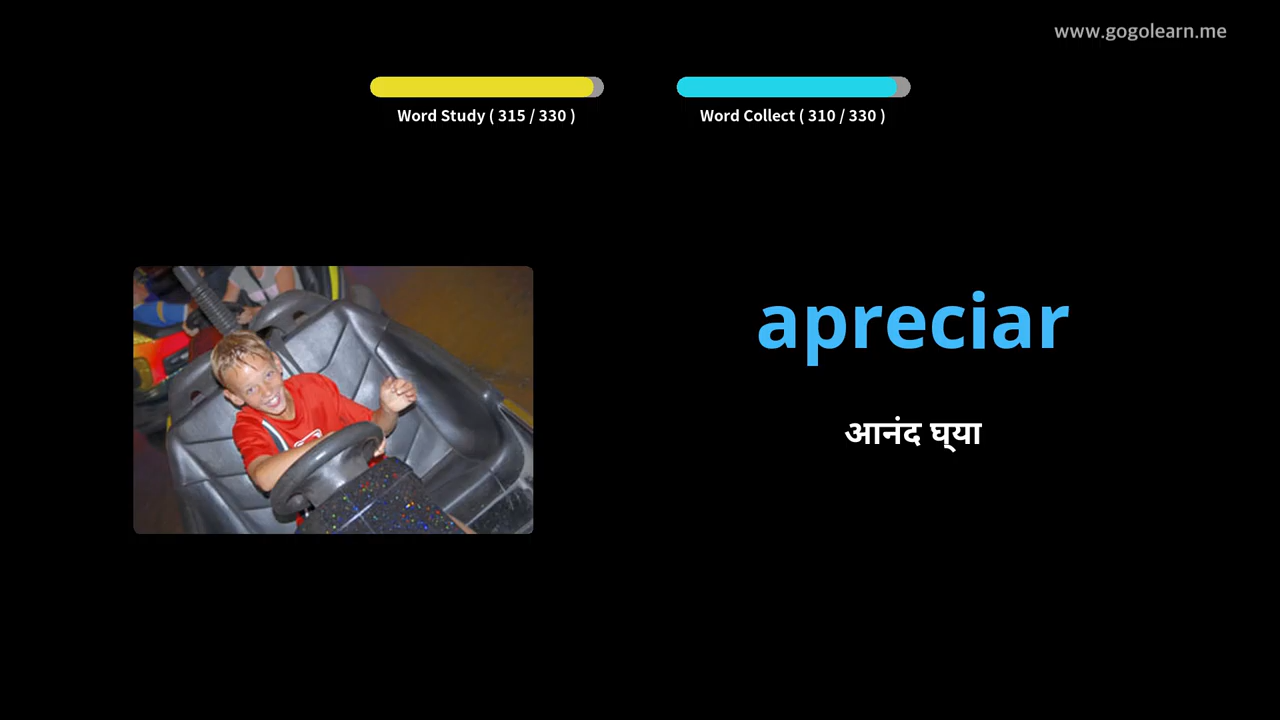 www.gogolearn.me
Word Study ( 315 / 330 )
Word Collect ( 310 / 330 )
apreciar
आनंद घ्या